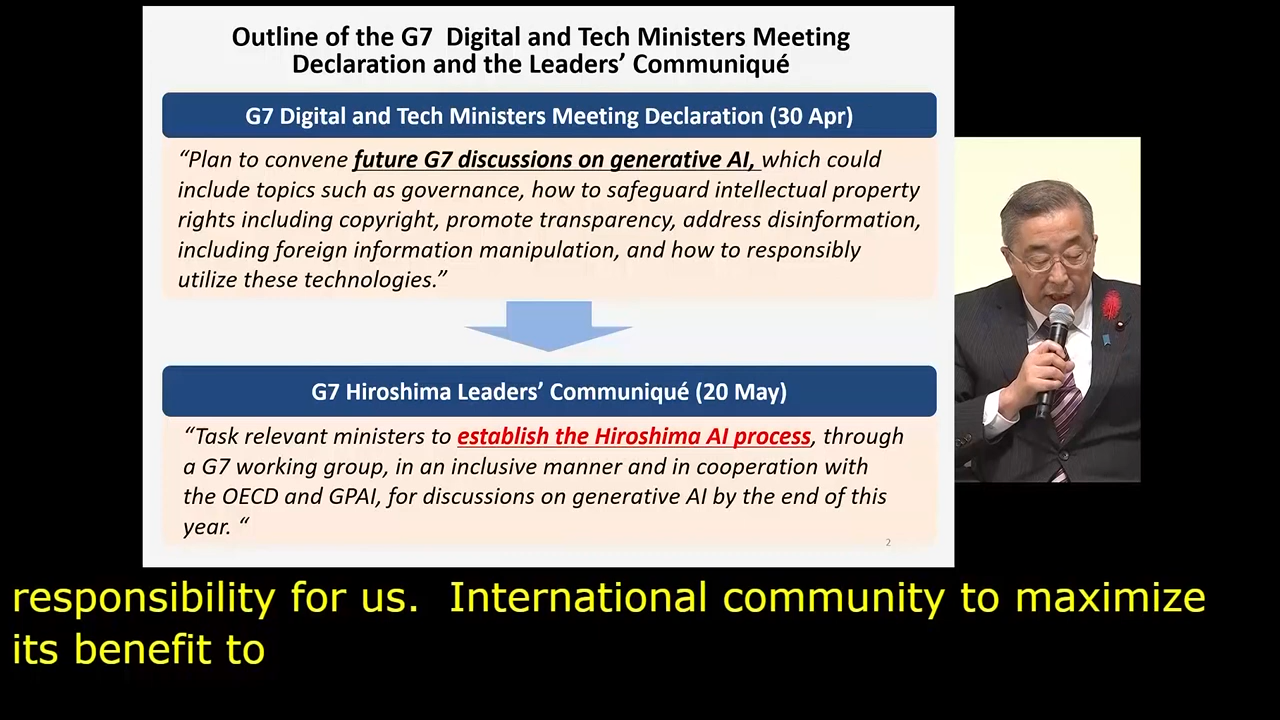 Outline of the G7  Digital and Tech Ministers Meeting
Declaration and the Leaders’ Communiqué
G7 Digital and Tech Ministers Meeting Declaration (30 Apr)
“Plan to convene future G7 discussions on generative AI, which could
include topics such as governance, how to safeguard intellectual property
rights including copyright, promote transparency, address disinformation,
including foreign information manipulation, and how to responsibly
utilize these technologies.”
G7 Hiroshima Leaders’ Communiqué (20 May)
“Task relevant ministers to establish the Hiroshima AI process, through
a G7 working group, in an inclusive manner and in cooperation with
the OECD and GPAI, for discussions on generative AI by the end of this
year. “
2
responsibility for us.  International community to maximize
its benefit to